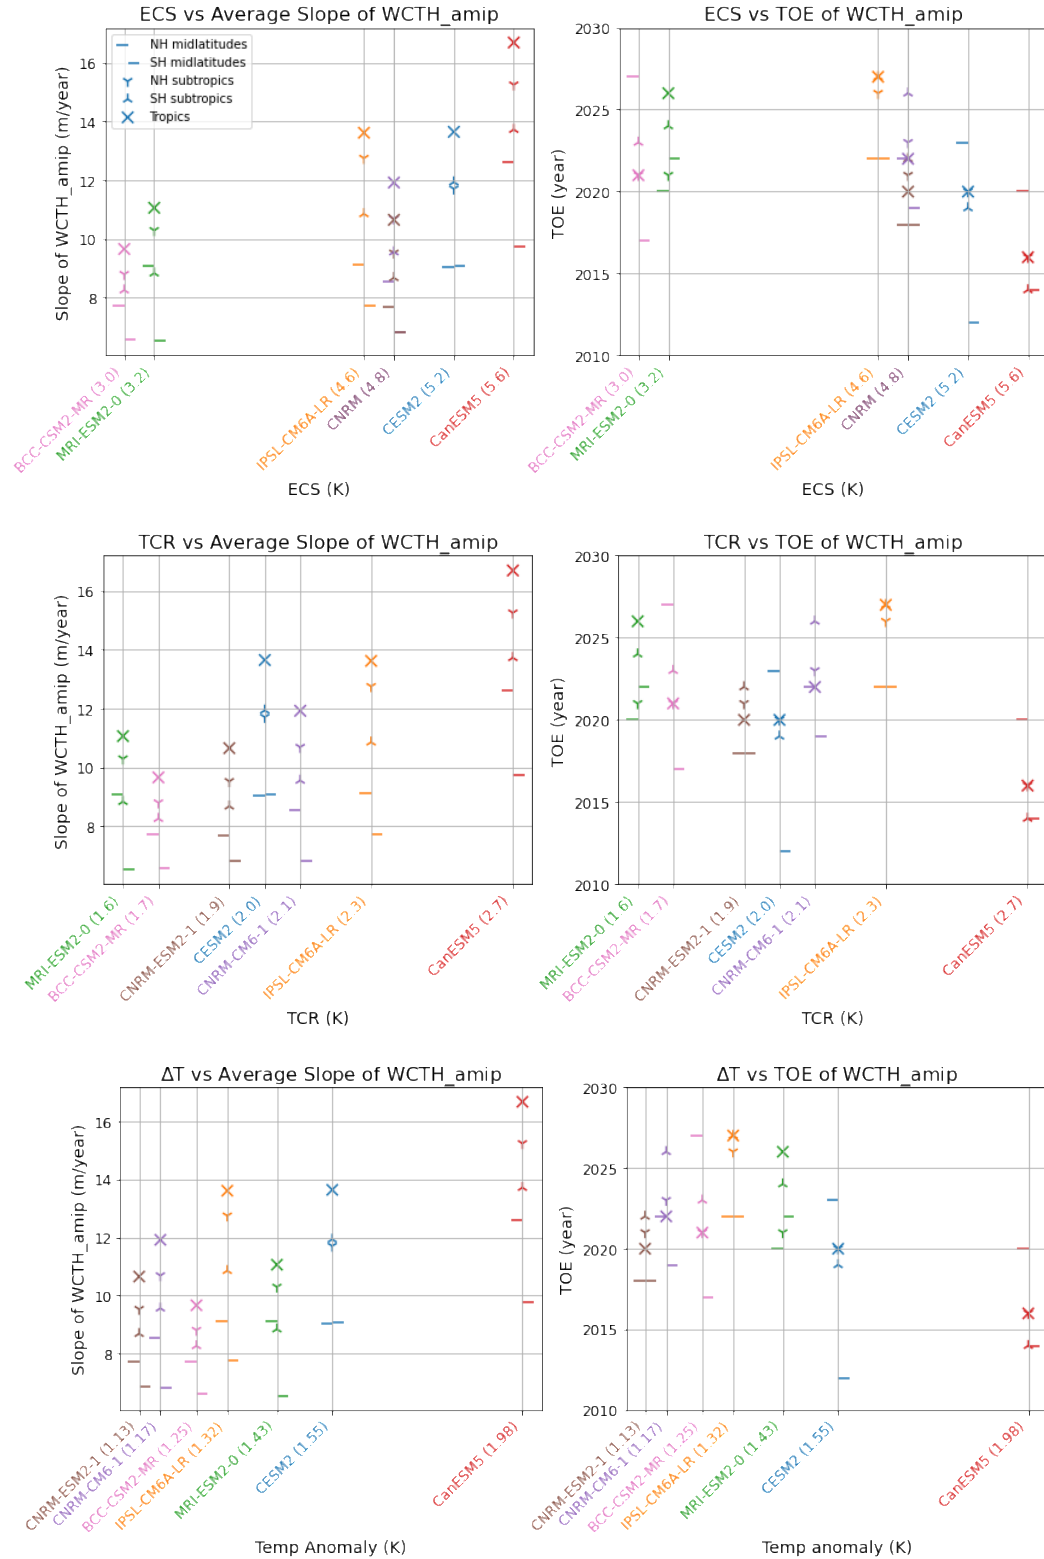 ECS vs Average Slope of WCTH_amip
Slope of WCTH_amip (m/year)
16
14
12
10
8
NH midlatitudes
SH midlatitudes
NH subtropics
SH subtropics
Tropics
BCC-CSM2-MR (3 0)
MRI-ESM2-0 (3 2)
IPSL-CM6A-LR (4 6)
CNRM (4 8)
CESM2 (5 2)
CanESM5 (5 6)
ECS (K)
ECS vs TOE of WCTH_amip
TOE (year)
2030
2025
2020
2015
2010
BCC-CSM2-MR (3 0)
MRI-ESM2-0 (3 2)
IPSL-CM6A-LR (4 6)
CNRM (4 8)
CESM2 (5 2)
CanESM5 (5 6)
ECS (K)
TCR vs Average Slope of WCTH_amip
Slope of WCTH_amip (m/year)
16
14
12
10
8
MRI-ESM2-0 (1.6)
BCC-CSM2-MR (1.7)
CNRM-ESM2-1 (1.9)
CESM2 (2.0)
CNRM-CM6-1 (2.1)
IPSL-CM6A-LR (2.3)
CanESM5 (2.7)
TCR (K)
TCR vs TOE of WCTH_amip
TOE (year)
2030
2025
2020
2015
2010
MRI-ESM2-0 (1.6)
BCC-CSM2-MR (1.7)
CNRM-ESM2-1 (1.9)
CESM2 (2.0)
CNRM-CM6-1 (2.1)
IPSL-CM6A-LR (2.3)
CanESM5 (2.7)
TCR (K)
ΔT vs Average Slope of WCTH_amip
Slope of WCTH_amip (m/year)
16
14
12
10
8
CNRM-ESM2-1 (1.13)
CNRM-CM6-1 (1 17)
BCC-CSM2-MR (1.25)
IPSL-CM6A-LR (1.32)
MRI-ESM2-0 (1.43)
CESM2 (1.55)
CanESM5 (1.98)
Temp Anomaly (K)
ΔT vs TOE of WCTH_amip
TOE (year)
2030
2025
2020
2015
2010
CNRM-ESM2-1 (1.13)
CNRM-CM6-1 (1 17)
BCC-CSM2-MR (1.25)
IPSL-CM6A-LR (1.32)
MRI-ESM2-0 (1.43)
CESM2 (1.55)
CanESM5 (1.98)
Temp anomaly (K)